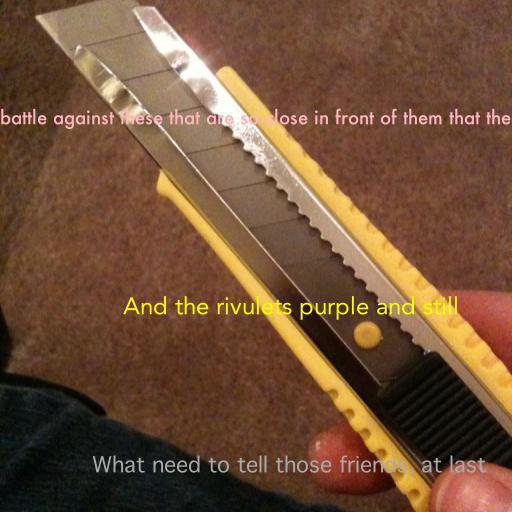 battle against these that are so close in front of them that the
And the rivulets purple and still
What need to tell those friends, at last